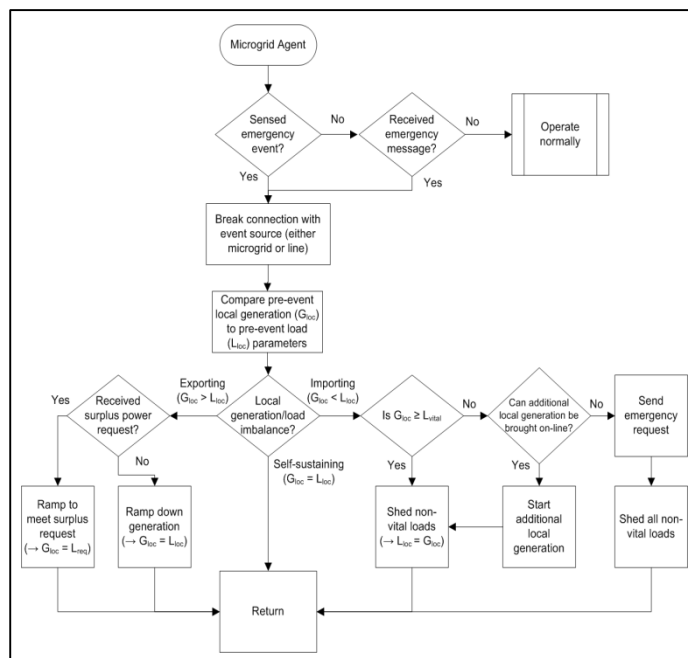 Microgrid Agent
Sensed
emergency
event?
No
Received
emergency
message?
No
Operate
normally
Yes
Yes
Break connection with
event source (either
microgrid or line)
Compare pre-event
local generation (Gloc)
to pre-event load
(Lloc) parameters
Exporting
(Gloc > Lloc)
Importing
(Gloc < Lloc)
Yes
Received
surplus power
request?
Local
generation/load
imbalance?
Is Gloc ≥ Lvital
No
Can additional
local generation be
brought on-line?
No
Send
emergency
request
No
Self-sustaining
(Gloc = Lloc)
Yes
Yes
Ramp to
meet surplus
request
(→ Gloc = Lreq)
Ramp down
generation
(→ Gloc = Lloc)
Shed non-
vital loads
(→ Lloc = Gloc)
Start
additional
local
generation
Shed all non-
vital loads
Return